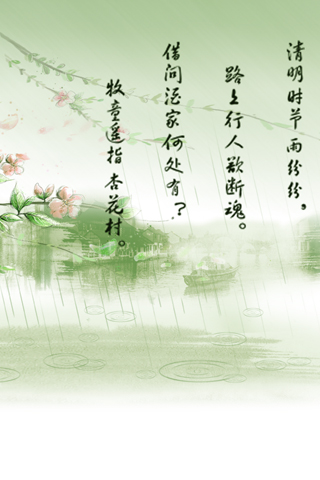 清明时节雨纷纷，
路上行人欲断魂。
借问酒家何处有？
牧童遥指杏花村。